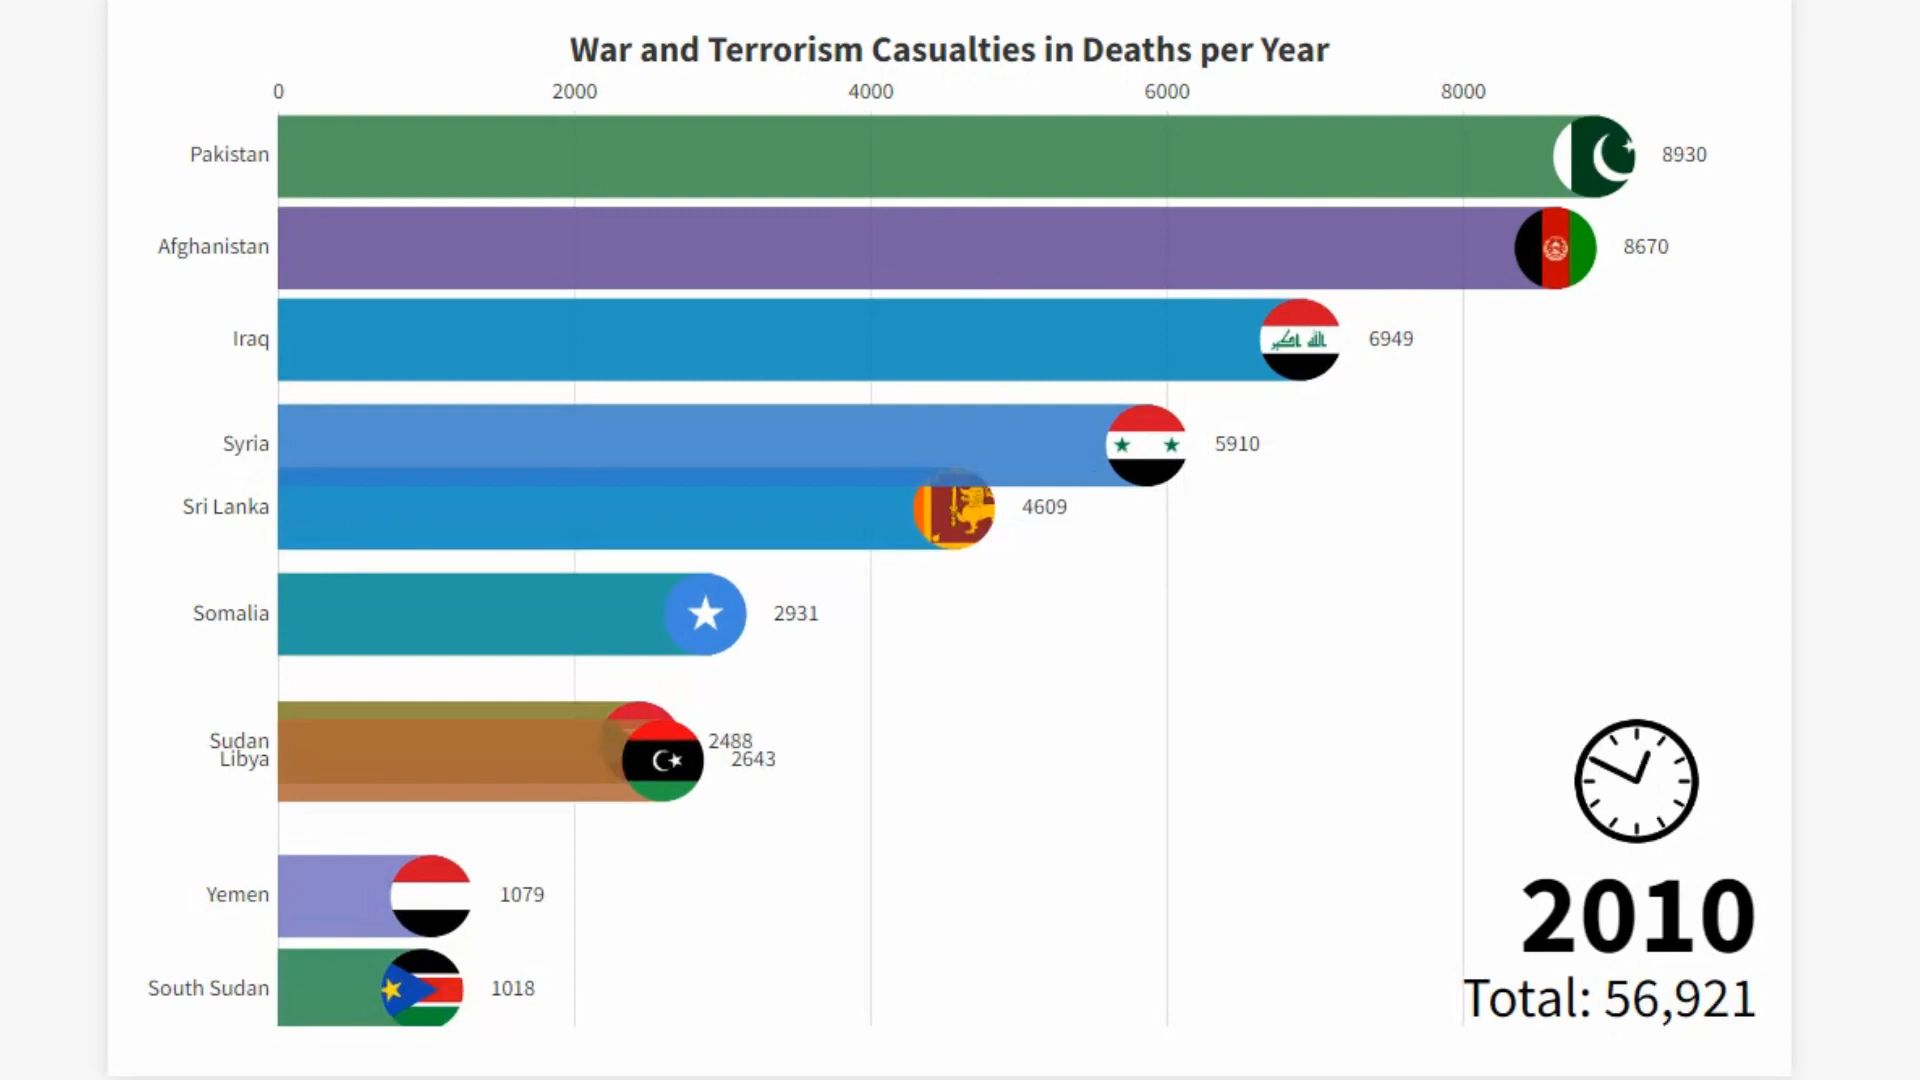 War and Terrorism Casualties in Deaths per Year
0 2000 4000 6000 8000
Pakistan 8930
Afghanistan 8670
Iraq الله اكبر 6949
Syria 5910
Sri Lanka 4609
Somalia 2931
Sudan 2488
Libya 2643
Yemen 1079
South Sudan 1018
2010
Total: 56,921